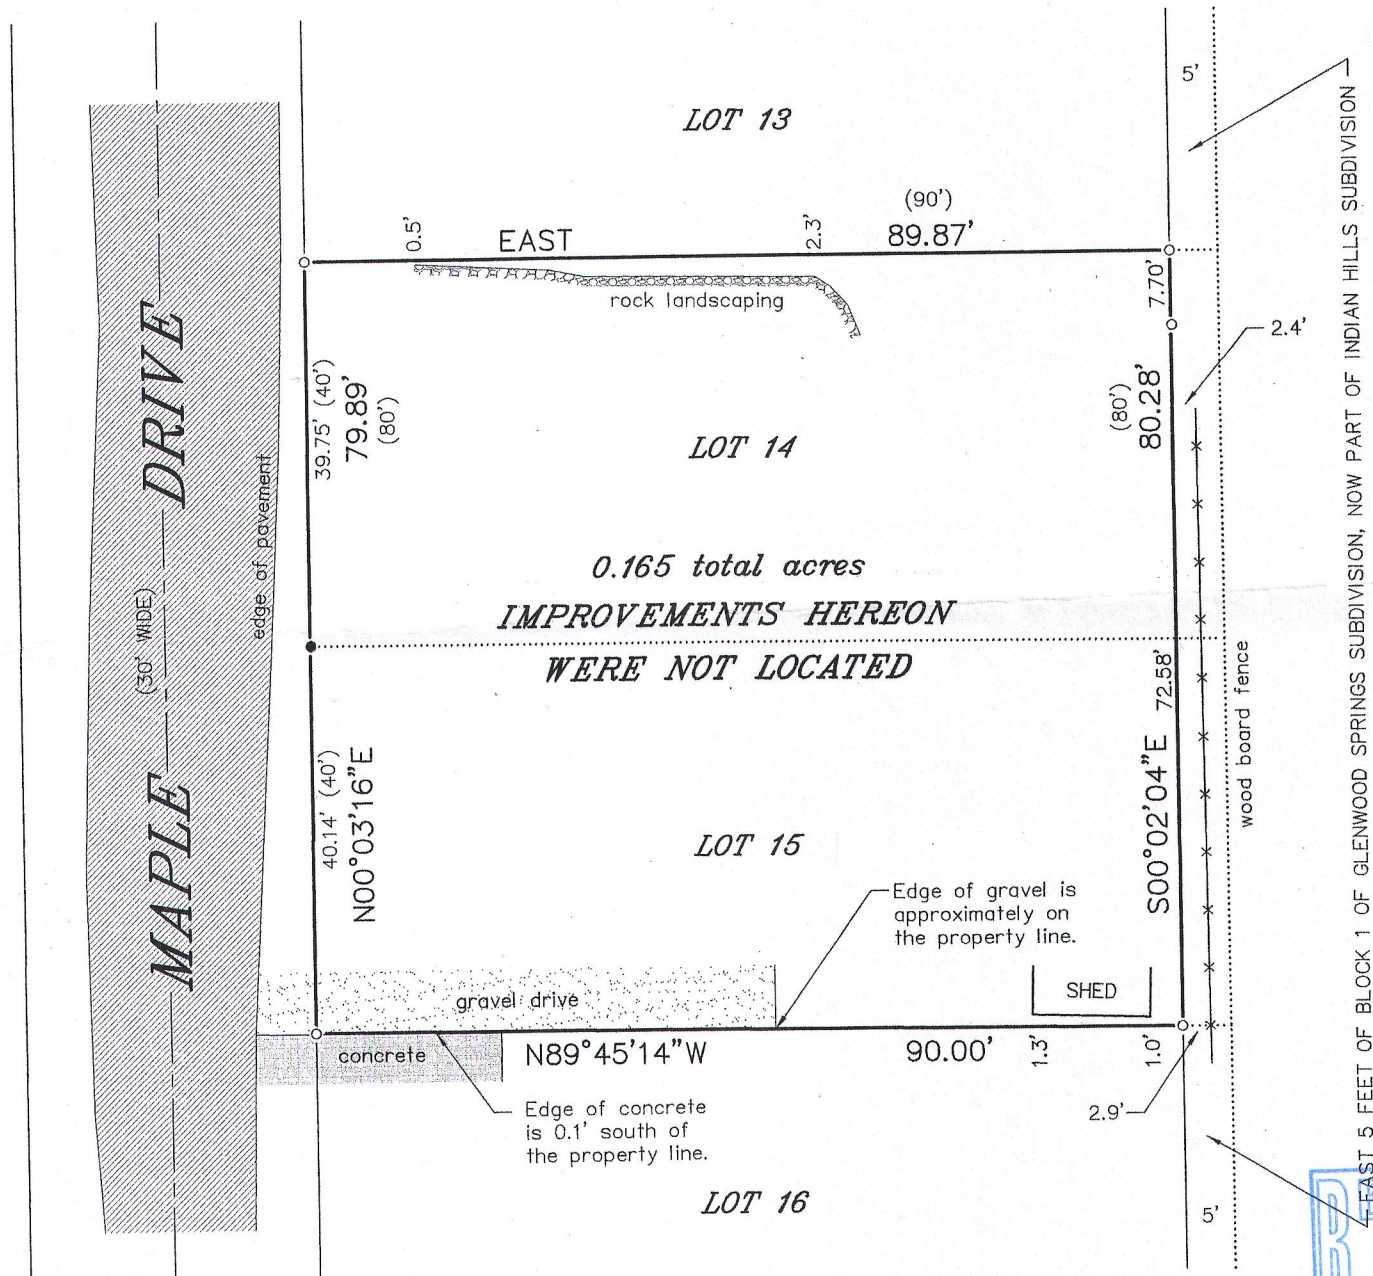 5'
LOT 13
(90')
0.5'
EAST
2.3'
89.87'
7.70'
rock landscaping
2.4'
MAPLE DRIVE
(30' WIDE)
edge of pavement
39.75' (40')
79.89'
(80')
LOT 14
(80')
80.28'
0.165 total acres
IMPROVEMENTS HEREON
WERE NOT LOCATED
72.58'
S00°02'04"E
wood board fence
EAST 5 FEET OF BLOCK 1 OF GLENWOOD SPRINGS SUBDIVISION, NOW PART OF INDIAN HILLS SUBDIVISION
40.14' (40')
N00°03'16"E
LOT 15
Edge of gravel is
approximately on
the property line.
gravel drive
SHED
concrete
N89°45'14"W
90.00'
1.3'
1.0'
2.9'
Edge of concrete
is 0.1' south of
the property line.
LOT 16
5'